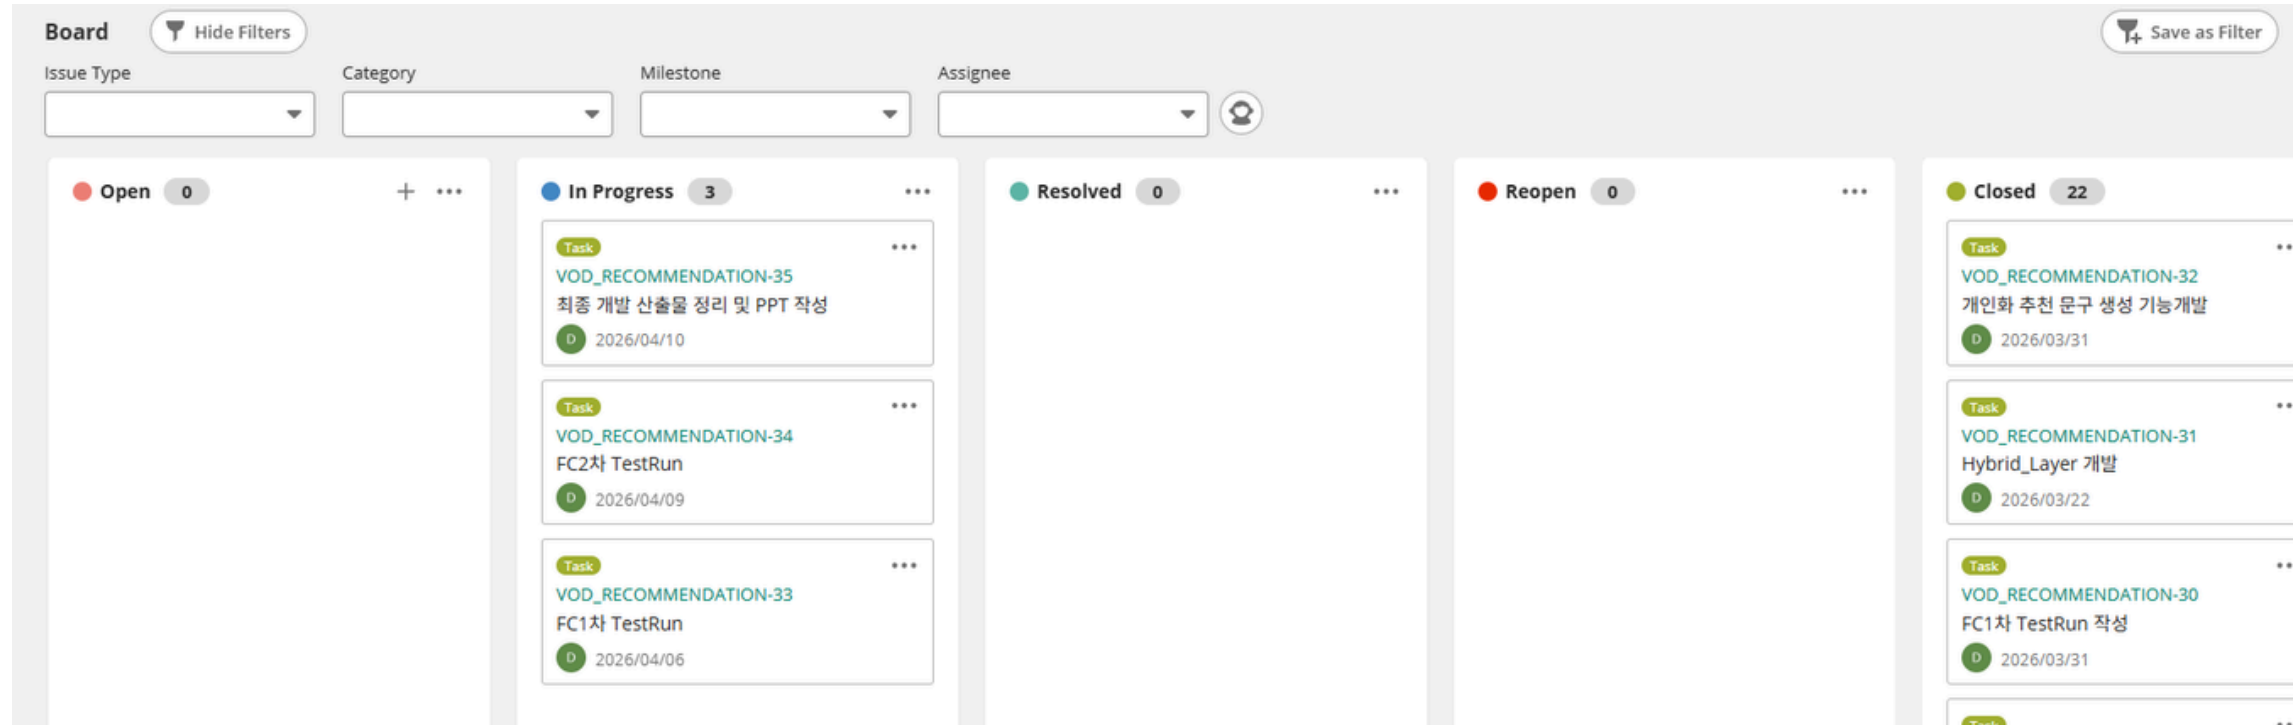 Board
Hide Filters
Save as Filter
Issue Type
Category
Milestone
Assignee
Open 0
In Progress 3
Task
VOD_RECOMMENDATION-35
최종 개발 산출물 정리 및 PPT 작성
D 2026/04/10
Task
VOD_RECOMMENDATION-34
FC2차 TestRun
D 2026/04/09
Task
VOD_RECOMMENDATION-33
FC1차 TestRun
D 2026/04/06
Resolved 0
Reopen 0
Closed 22
Task
VOD_RECOMMENDATION-32
개인화 추천 문구 생성 기능개발
D 2026/03/31
Task
VOD_RECOMMENDATION-31
Hybrid_Layer 개발
D 2026/03/22
Task
VOD_RECOMMENDATION-30
FC1차 TestRun 작성
D 2026/03/31
Task